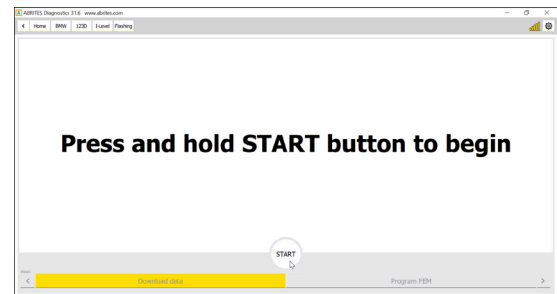 ABRITES Diagnostics 31.6 www.abrites.com
Home BMW 123D I-Level Flashing
Press and hold START button to begin
START
Download data Program FEM